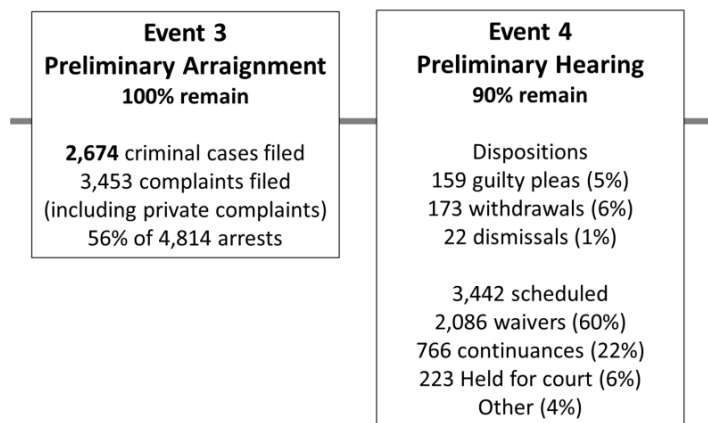 Event 3
Preliminary Arraignment
100% remain
2,674 criminal cases filed
3,453 complaints filed
(including private complaints)
56% of 4,814 arrests
Event 4
Preliminary Hearing
90% remain
Dispositions
159 guilty pleas (5%)
173 withdrawals (6%)
22 dismissals (1%)
3,442 scheduled
2,086 waivers (60%)
766 continuances (22%)
223 Held for court (6%)
Other (4%)